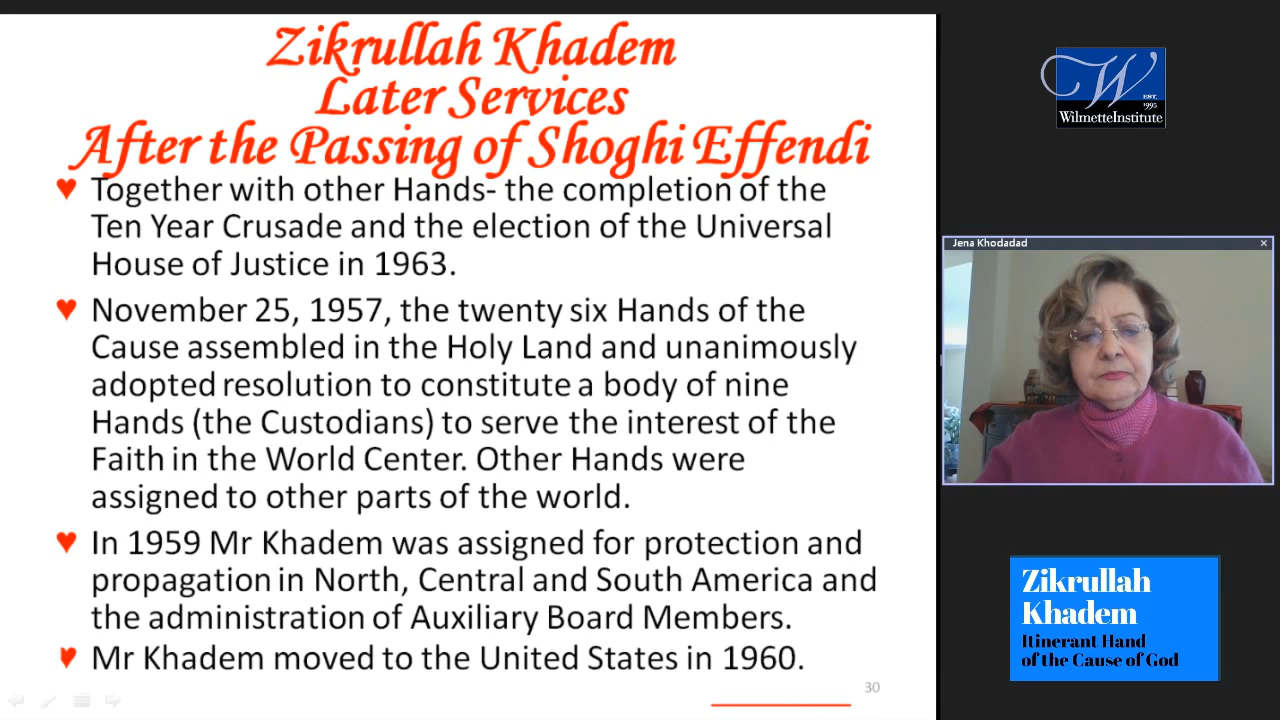 Zikrullah Khadem
Later Services
After the Passing of Shoghi Effendi
Together with other Hands- the completion of the
Ten Year Crusade and the election of the Universal
House of Justice in 1963.
November 25, 1957, the twenty six Hands of the
Cause assembled in the Holy Land and unanimously
adopted resolution to constitute a body of nine
Hands (the Custodians) to serve the interest of the
Faith in the World Center. Other Hands were
assigned to other parts of the world.
In 1959 Mr Khadem was assigned for protection and
propagation in North, Central and South America and
the administration of Auxiliary Board Members.
Mr Khadem moved to the United States in 1960.
30
W
EST.
1995
WilmetteInstitute
Jena Khodadad
Zikrullah
Khadem
Itinerant Hand
of the Cause of God